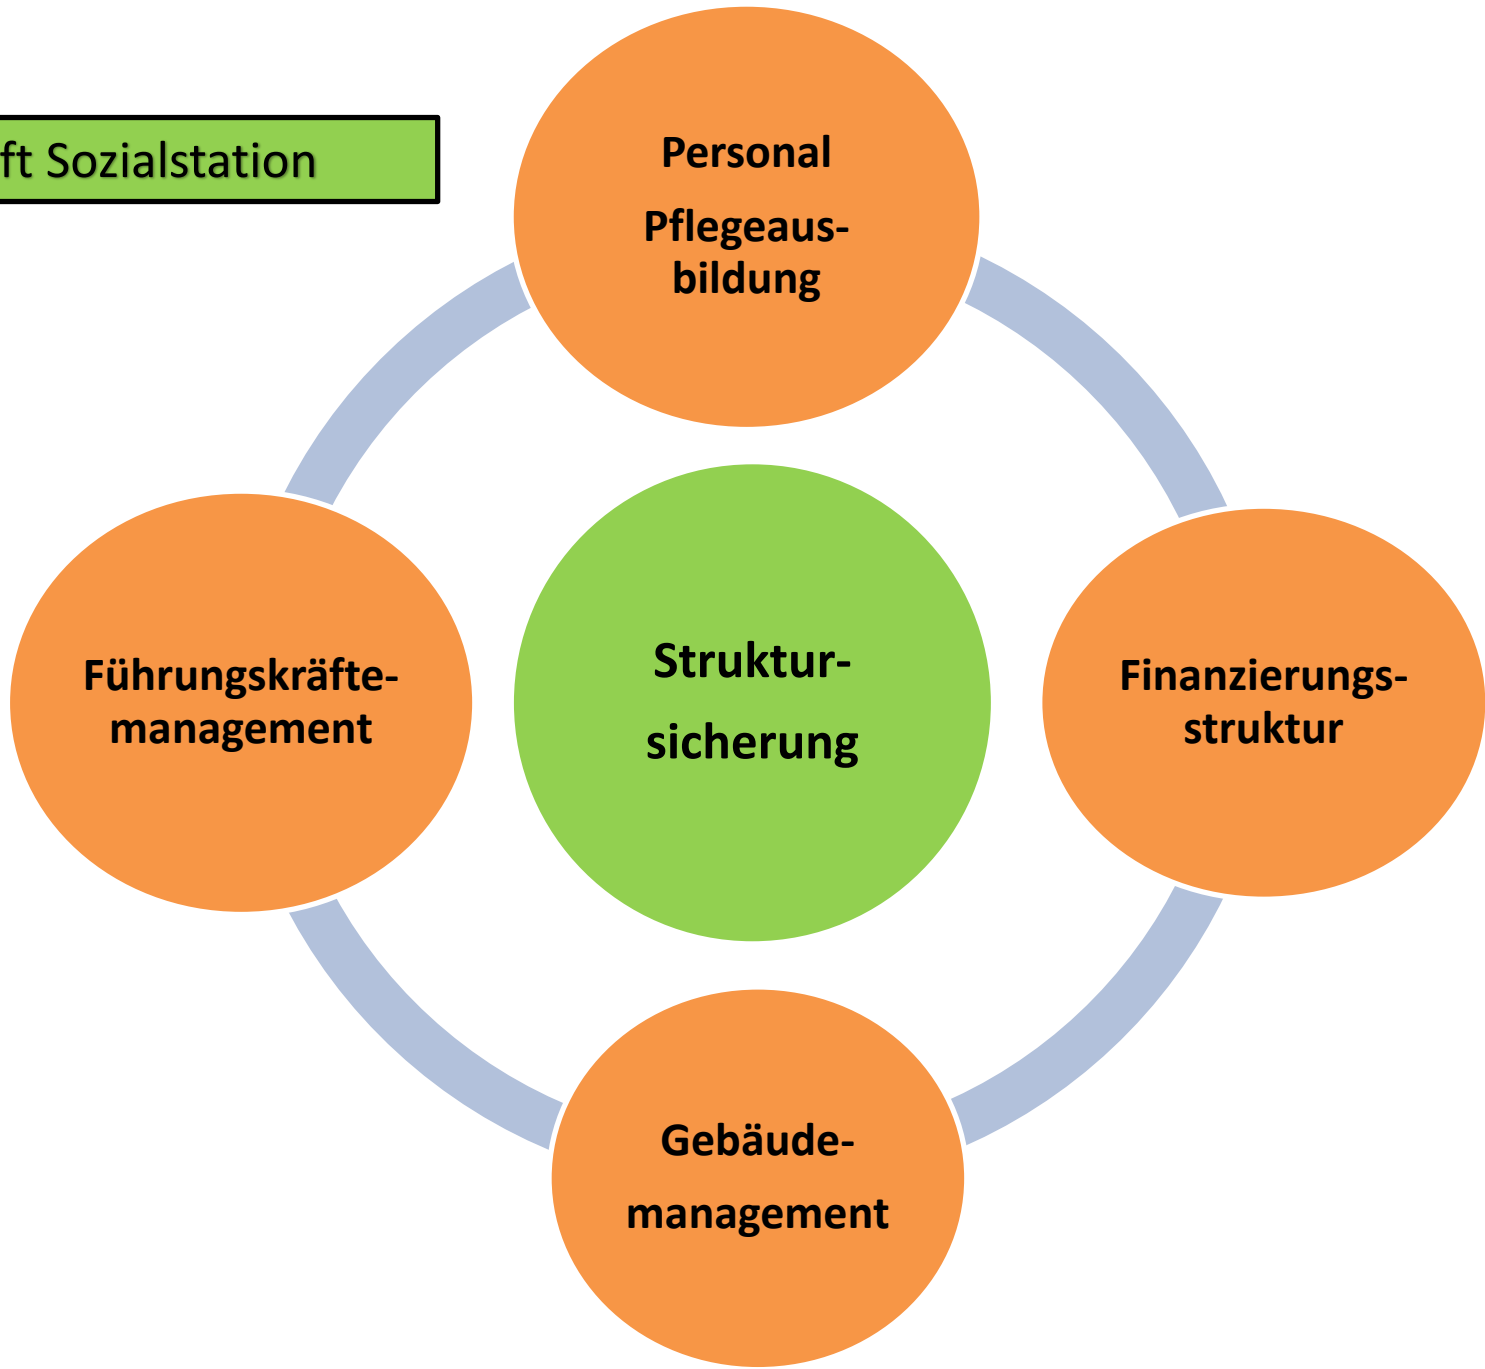 ft Sozialstation
Personal
Pflegeaus-
bildung
Führungskräfte-
management
Struktur-
sicherung
Finanzierungs-
struktur
Gebäude-
management